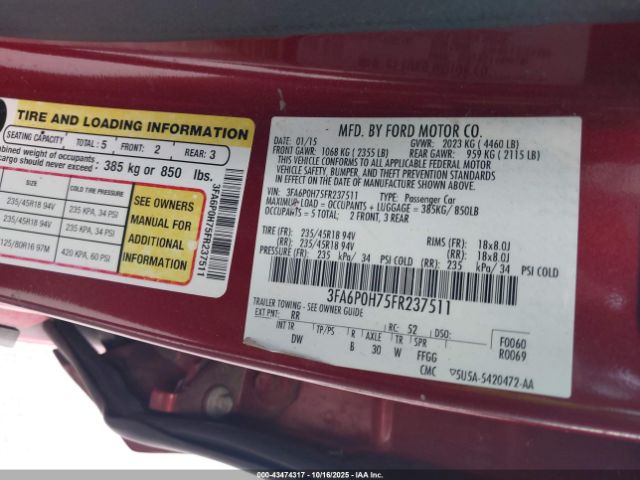 TIRE AND LOADING INFORMATION
SEATING CAPACITY TOTAL: 5 FRONT: 2 REAR: 3
combined weight of occupants
cargo should never exceed: 385 kg or 850 lbs.
SIZE COLD TIRE PRESSURE
235/45R18 94V 235 KPA, 34 PSI
235/45R18 94V 235 KPA, 34 PSI
125/80R16 97M 420 KPA, 60 PSI
SEE OWNERS
MANUAL FOR
ADDITIONAL
INFORMATION
3FA6P0H75FR237511
MFD. BY FORD MOTOR CO.
DATE: 01/15 GVWR: 2023 KG ( 4460 LB)
FRONT GAWR: 1068 KG ( 2355 LB) REAR GAWR: 959 KG ( 2115 LB)
THIS VEHICLE CONFORMS TO ALL APPLICABLE FEDERAL MOTOR
VEHICLE SAFETY, BUMPER, AND THEFT PREVENTION STANDARDS
IN EFFECT ON THE DATE OF MANUFACTURE SHOWN ABOVE.
VIN: 3FA6P0H75FR237511 TYPE: Passenger Car
MAXIMUM LOAD = OCCUPANTS + LUGGAGE = 385KG/850LB
OCCUPANTS = 5 TOTAL; 2 FRONT, 3 REAR
TIRE (FR): 235/45R18 94V RIMS (FR): 18x8.0J
(RR): 235/45R18 94V (RR): 18x8.0J
PRESSURE (FR): 235 kPa/ 34 PSI COLD (RR): 235 kPa/ 34 PSI COLD
3FA6P0H75FR237511
TRAILER TOWING - SEE OWNER GUIDE
EXT PNT: RR RC: 52 DSO: F0060
INT TR TP/PS R AXLE TR SPR R0069
DW B 30 W FFGG
CMC 5U5A-5420472-AA
000-43474317 - 10/16/2025 - IAA Inc.